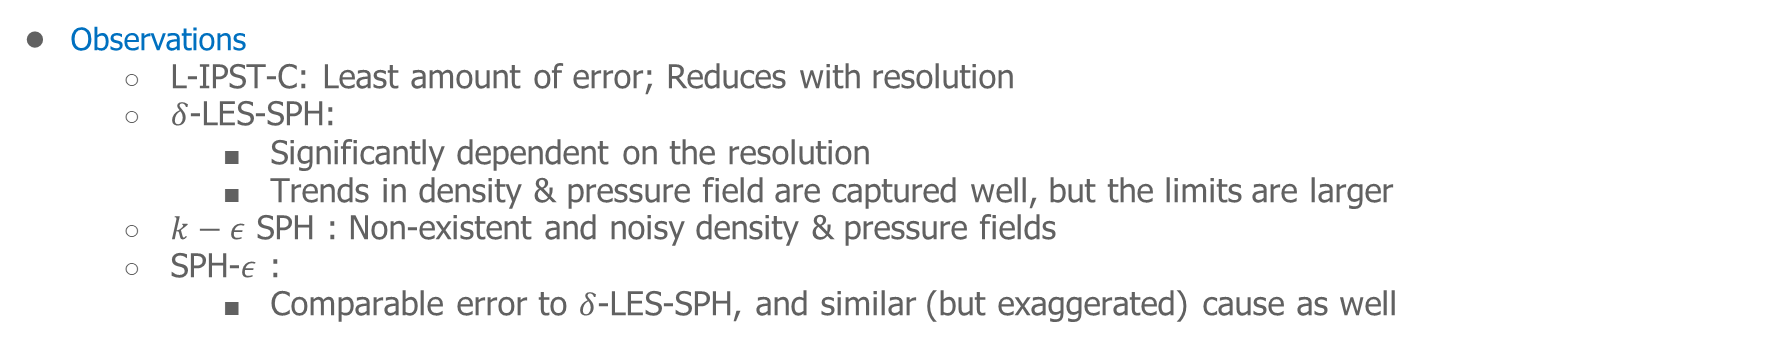 ● Observations
○ L-IPST-C: Least amount of error; Reduces with resolution
○ δ-LES-SPH:
■ Significantly dependent on the resolution
■ Trends in density & pressure field are captured well, but the limits are larger
○ k − ϵ SPH : Non-existent and noisy density & pressure fields
○ SPH-ϵ :
■ Comparable error to δ-LES-SPH, and similar (but exaggerated) cause as well